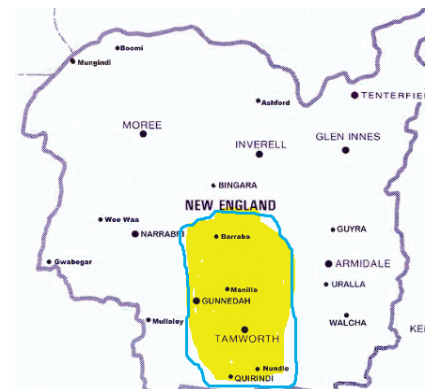 Boomi
Mungindi
TENTERFIE
Ashford
MOREE
INVERELL
GLEN INNES
BINGARA
NEW ENGLAND
Wee Waa
NARRABRI
Barraba
GUYRA
Gwabegar
ARMIDALE
Manilla
URALLA
GUNNEDAH
Mullaley
WALCHA
TAMWORTH
KE
Nundle
QUIRINDI